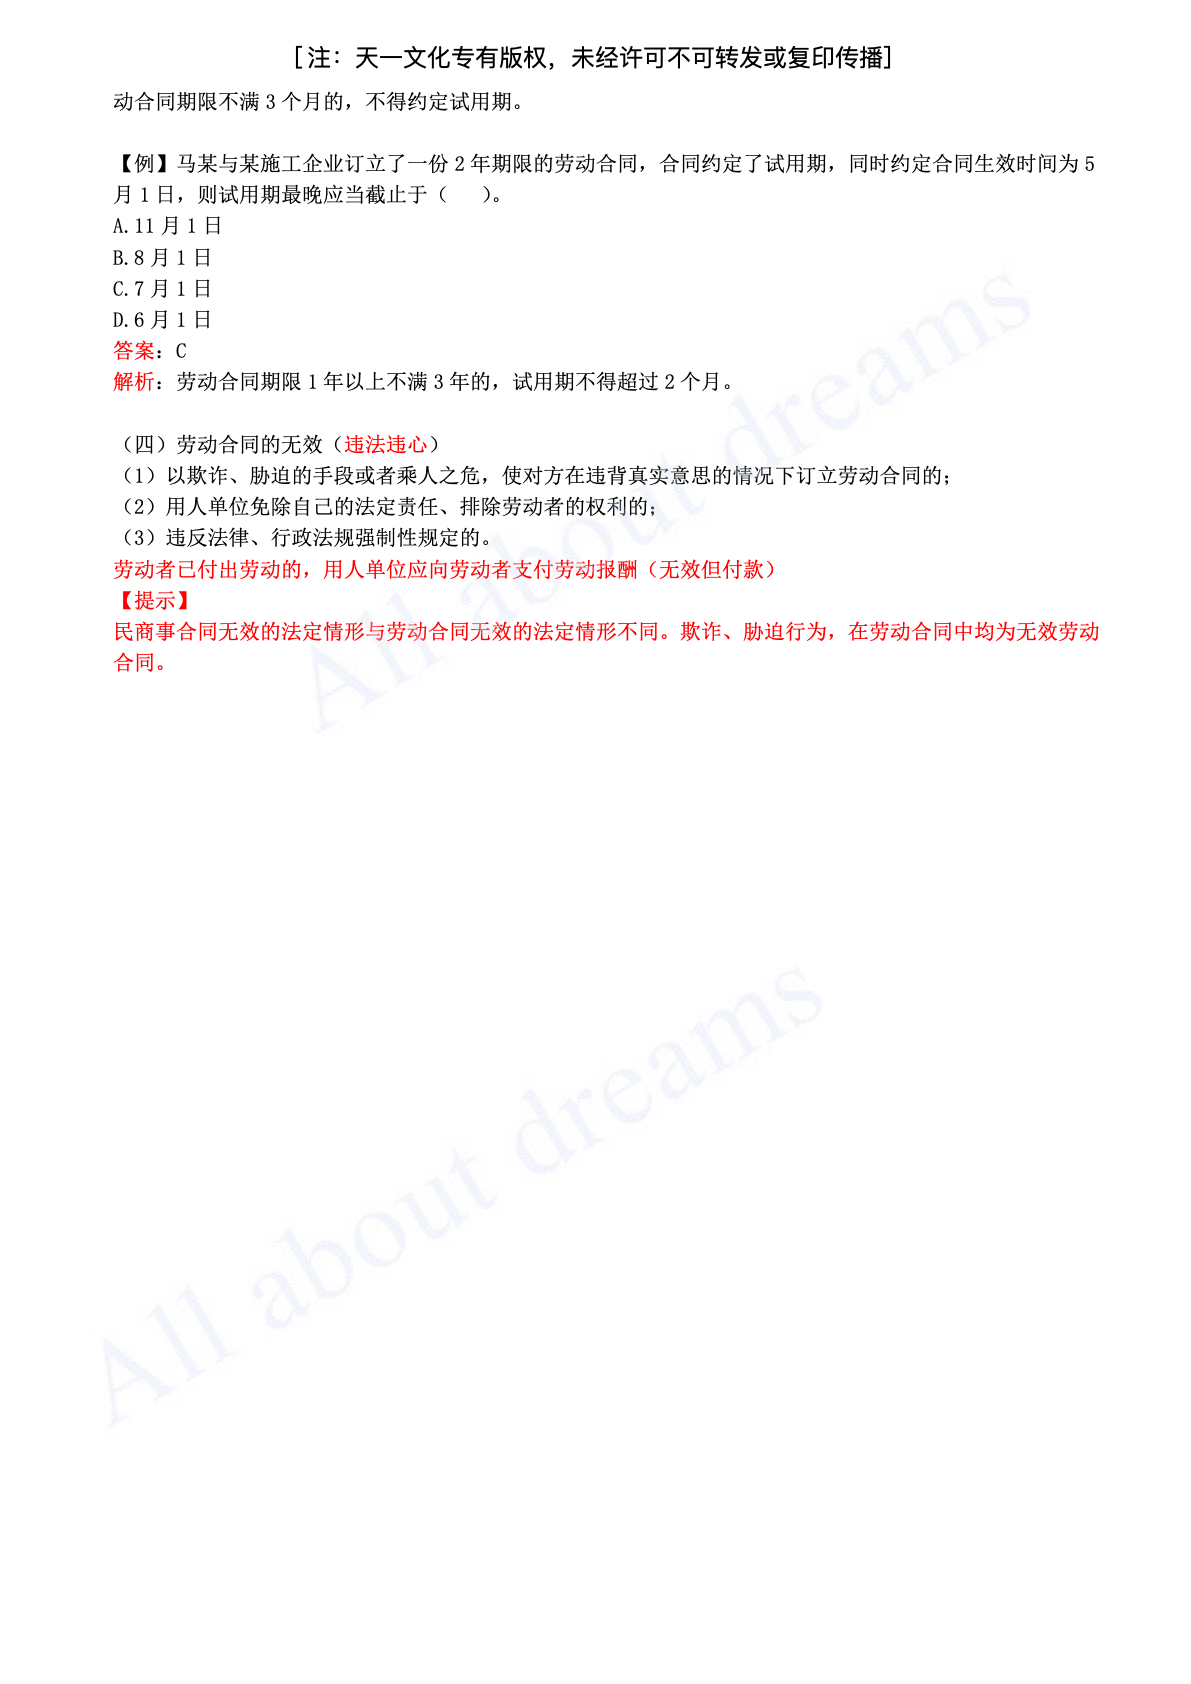 [注：天一文化专有版权，未经许可不可转发或复印传播]
动合同期限不满 3 个月的，不得约定试用期。
【例】马某与某施工企业订立了一份 2 年期限的劳动合同，合同约定了试用期，同时约定合同生效时间为 5
月 1 日，则试用期最晚应当截止于（　　）。
A.11 月 1 日
B.8 月 1 日
C.7 月 1 日
D.6 月 1 日
答案：C
解析：劳动合同期限 1 年以上不满 3 年的，试用期不得超过 2 个月。
（四）劳动合同的无效（违法违心）
（1）以欺诈、胁迫的手段或者乘人之危，使对方在违背真实意思的情况下订立劳动合同的；
（2）用人单位免除自己的法定责任、排除劳动者的权利的；
（3）违反法律、行政法规强制性规定的。
劳动者已付出劳动的，用人单位应向劳动者支付劳动报酬（无效但付款）
【提示】
民商事合同无效的法定情形与劳动合同无效的法定情形不同。欺诈、胁迫行为，在劳动合同中均为无效劳动
合同。
All about dreams
All about dreams